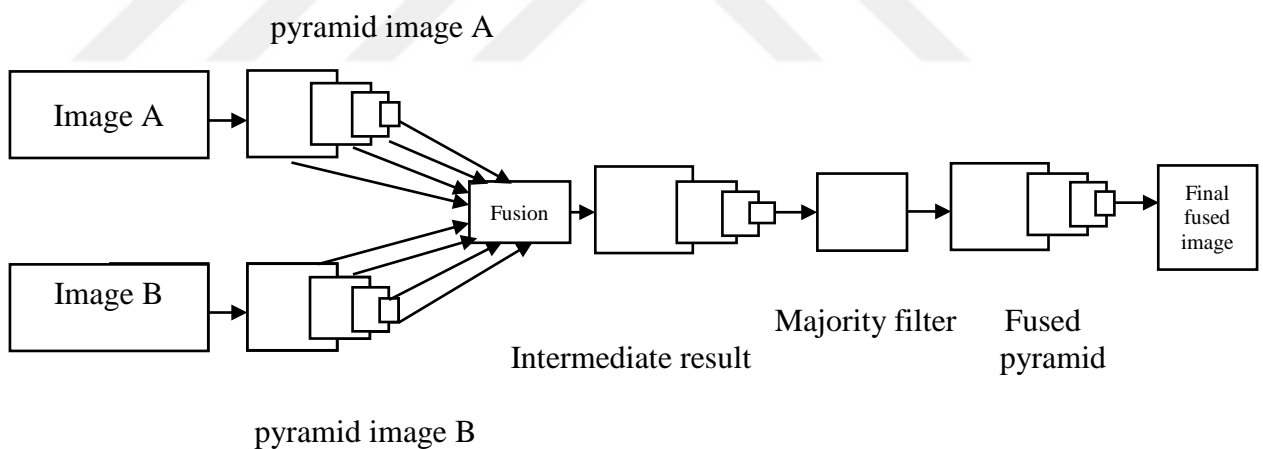 pyramid image A
Image A
Fusion
Final
fused
image
Image B
Majority filter
Fused
pyramid
Intermediate result
pyramid image B